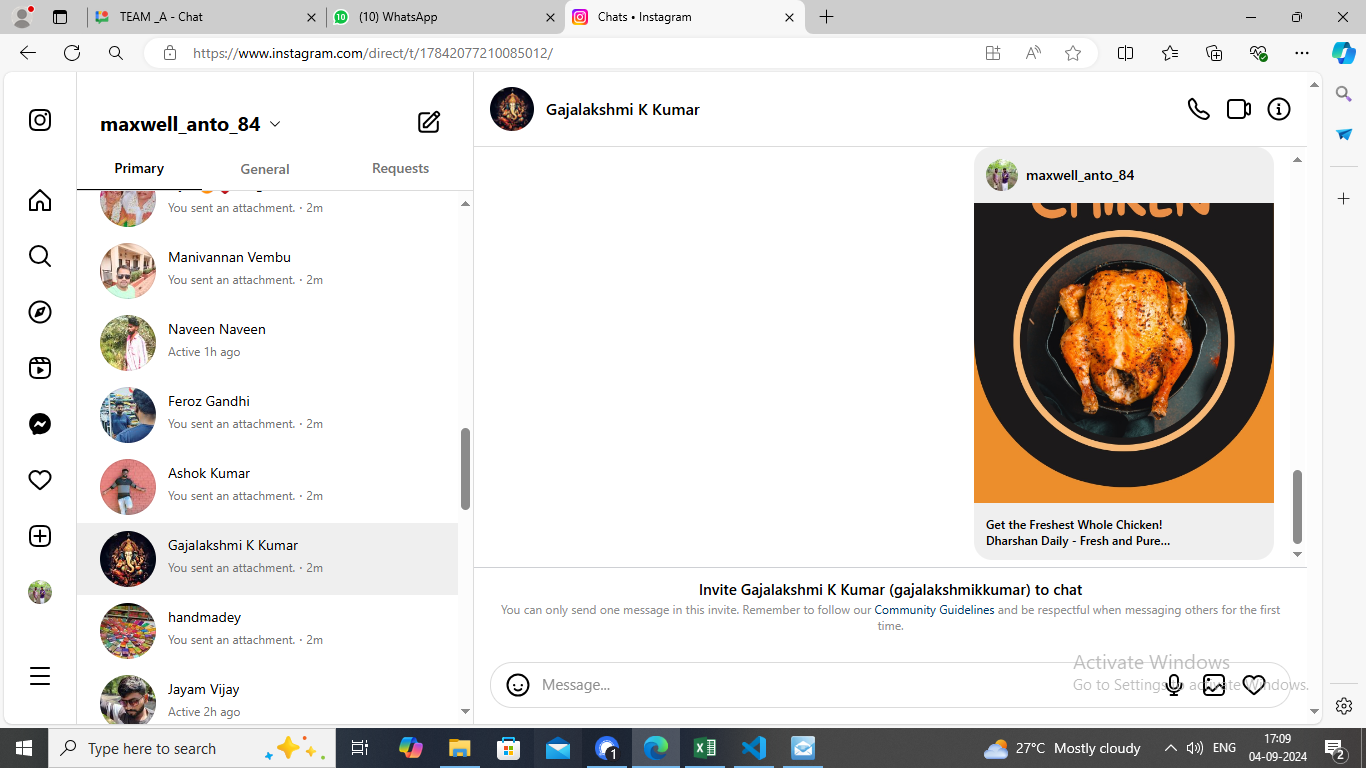 TEAM _A - Chat
(10) WhatsApp
Chats • Instagram
https://www.instagram.com/direct/t/17842077210085012/
maxwell_anto_84
Primary
General
Requests
You sent an attachment. · 2m
Manivannan Vembu
You sent an attachment. · 2m
Naveen Naveen
Active 1h ago
Feroz Gandhi
You sent an attachment. · 2m
Ashok Kumar
You sent an attachment. · 2m
Gajalakshmi K Kumar
You sent an attachment. · 2m
handmadey
You sent an attachment. · 2m
Jayam Vijay
Active 2h ago
Gajalakshmi K Kumar
maxwell_anto_84
CHIKEN
Get the Freshest Whole Chicken!
Dharshan Daily - Fresh and Pure...
Invite Gajalakshmi K Kumar (gajalakshmikkumar) to chat
You can only send one message in this invite. Remember to follow our Community Guidelines and be respectful when messaging others for the first
time.
Message...
Activate Windows
Go to Settings to activate Windows.
Type here to search
27°C Mostly cloudy
ENG
17:09
04-09-2024
2